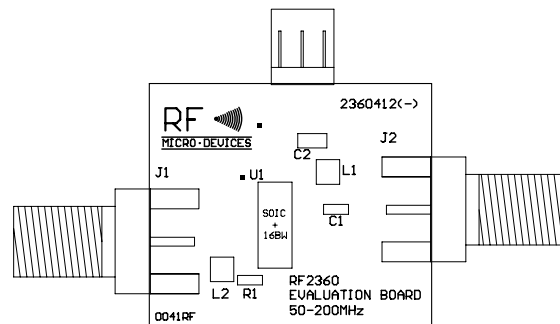 2360412(-)
RF
MICRO·DEVICES
J2
C2
J1
U1
L1
SOIC
+
16BW
C1
L2
R1
RF2360
EVALUATION BOARD
50-200MHz
0041RF